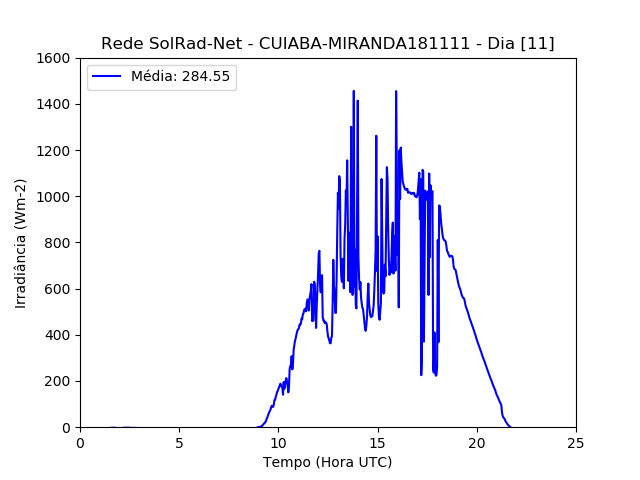 Rede SolRad-Net - CUIABA-MIRANDA181111 - Dia [11]
Média: 284.55
1600
1400
1200
1000
800
600
400
200
0
Irradiância (Wm-2)
0 5 10 15 20 25
Tempo (Hora UTC)